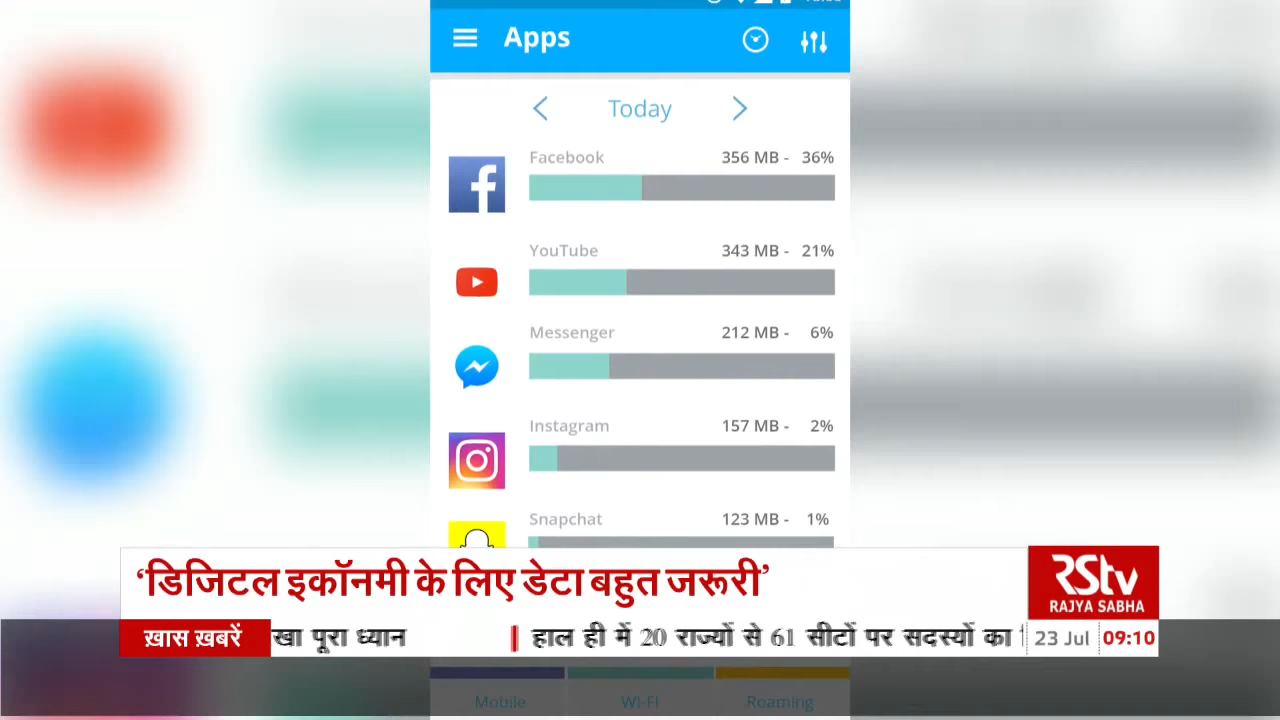 Apps
Today
Facebook 356 MB - 36%
YouTube 343 MB - 21%
Messenger 212 MB - 6%
Instagram 157 MB - 2%
Snapchat 123 MB - 1%
‘डिजिटल इकॉनमी के लिए डेटा बहुत जरूरी’
RSTV
RAJYA SABHA
ख़ास ख़बरें
खा पूरा ध्यान | हाल ही में 20 राज्यों से 61 सीटों पर सदस्यों का
23 Jul 09:10
Mobile WI-FI Roaming